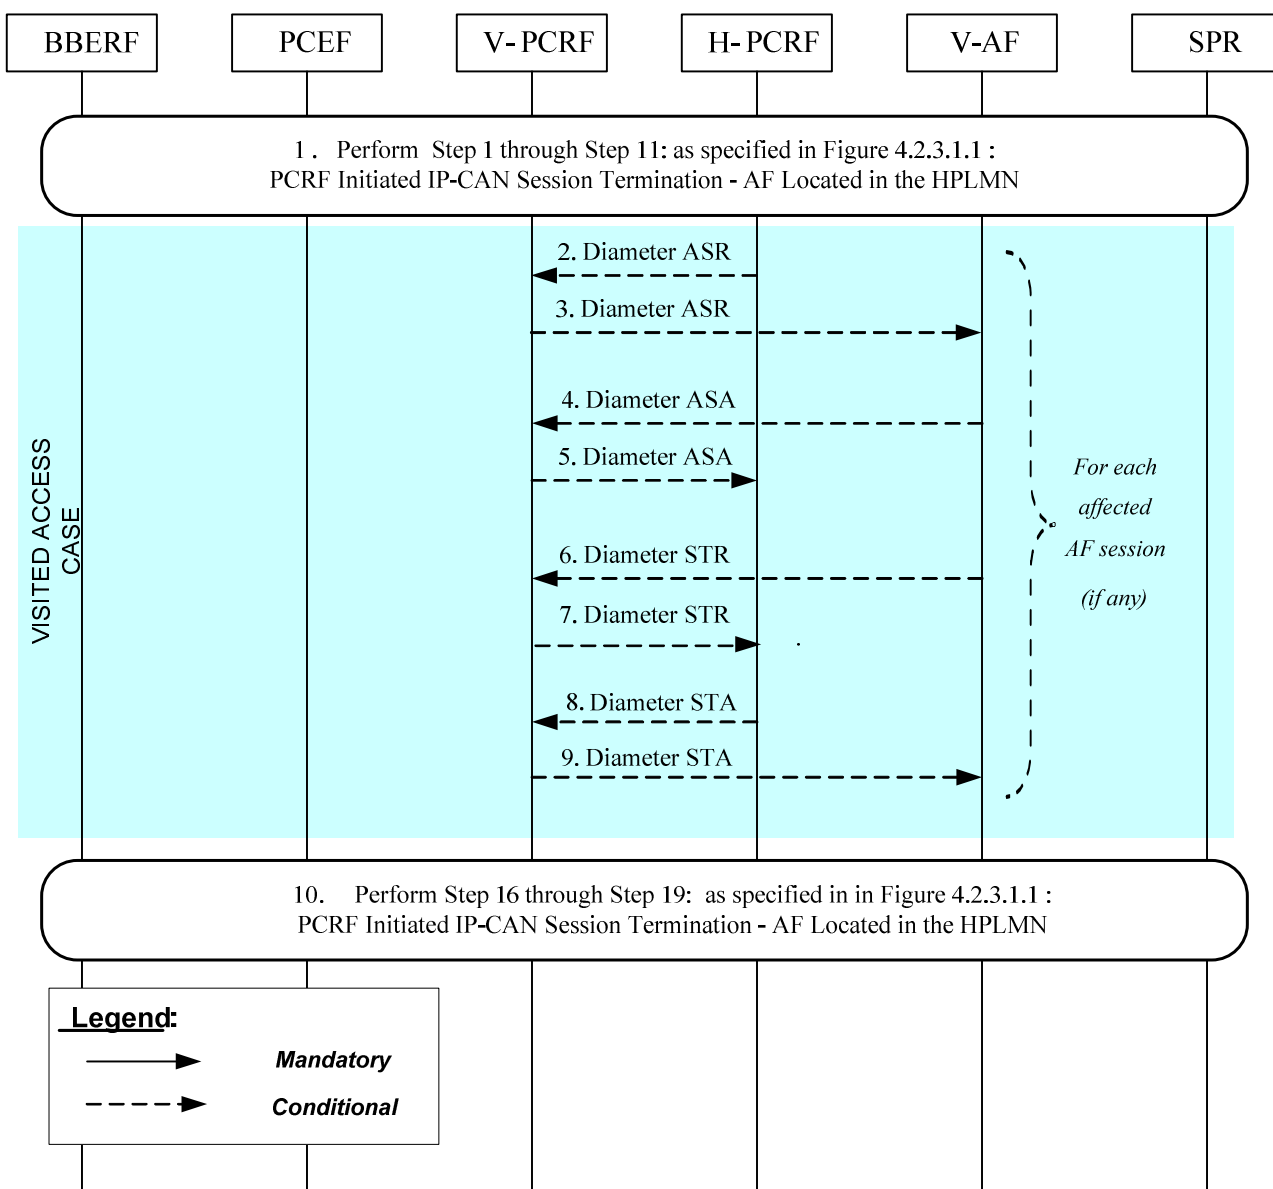 BBERF
PCEF
V-PCRF
H-PCRF
V-AF
SPR
1. Perform Step 1 through Step 11: as specified in Figure 4.2.3.1.1 :
PCRF Initiated IP-CAN Session Termination - AF Located in the HPLMN
2. Diameter ASR
3. Diameter ASR
4. Diameter ASA
5. Diameter ASA
6. Diameter STR
7. Diameter STR
8. Diameter STA
9. Diameter STA
For each
affected
AF session
(if any)
VISITED ACCESS
CASE
10. Perform Step 16 through Step 19: as specified in in Figure 4.2.3.1.1 :
PCRF Initiated IP-CAN Session Termination - AF Located in the HPLMN
Legend:
Mandatory
Conditional